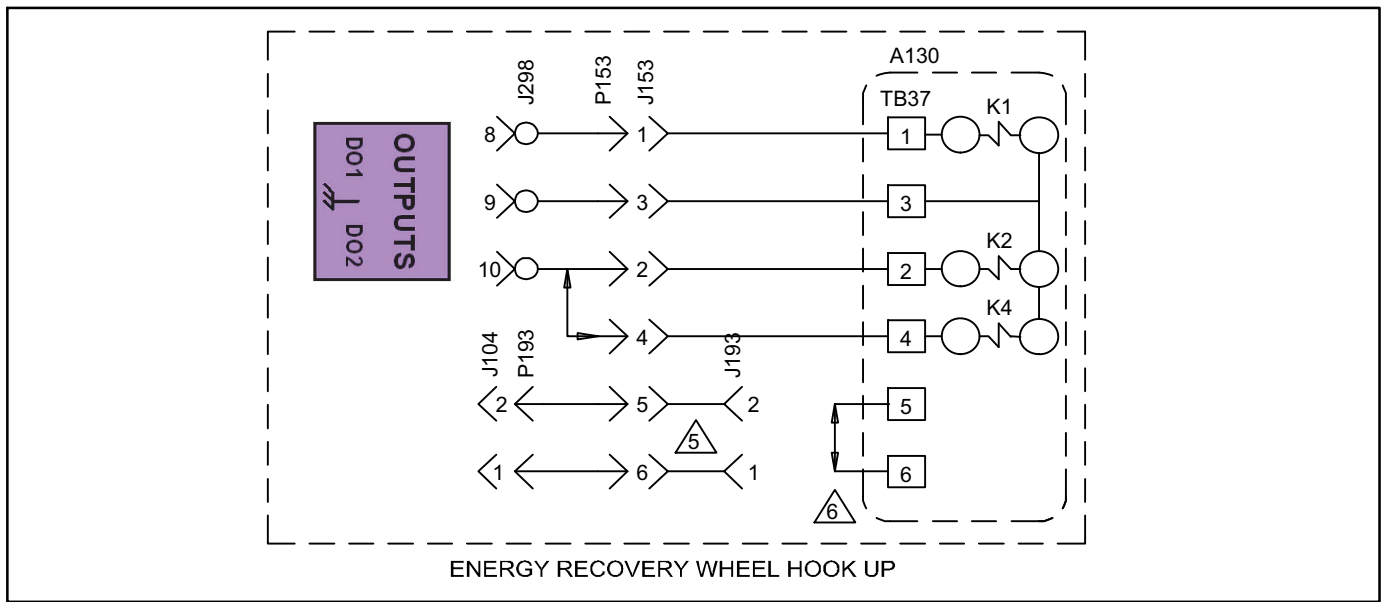 A130
J298
P153
J153
TB37
K1
8
1
1
OUTPUTS
DO1
DO2
9
3
3
K2
10
2
2
K4
J104
P193
4
J193
4
2
5
2
5
5
1
6
1
6
6
ENERGY RECOVERY WHEEL HOOK UP